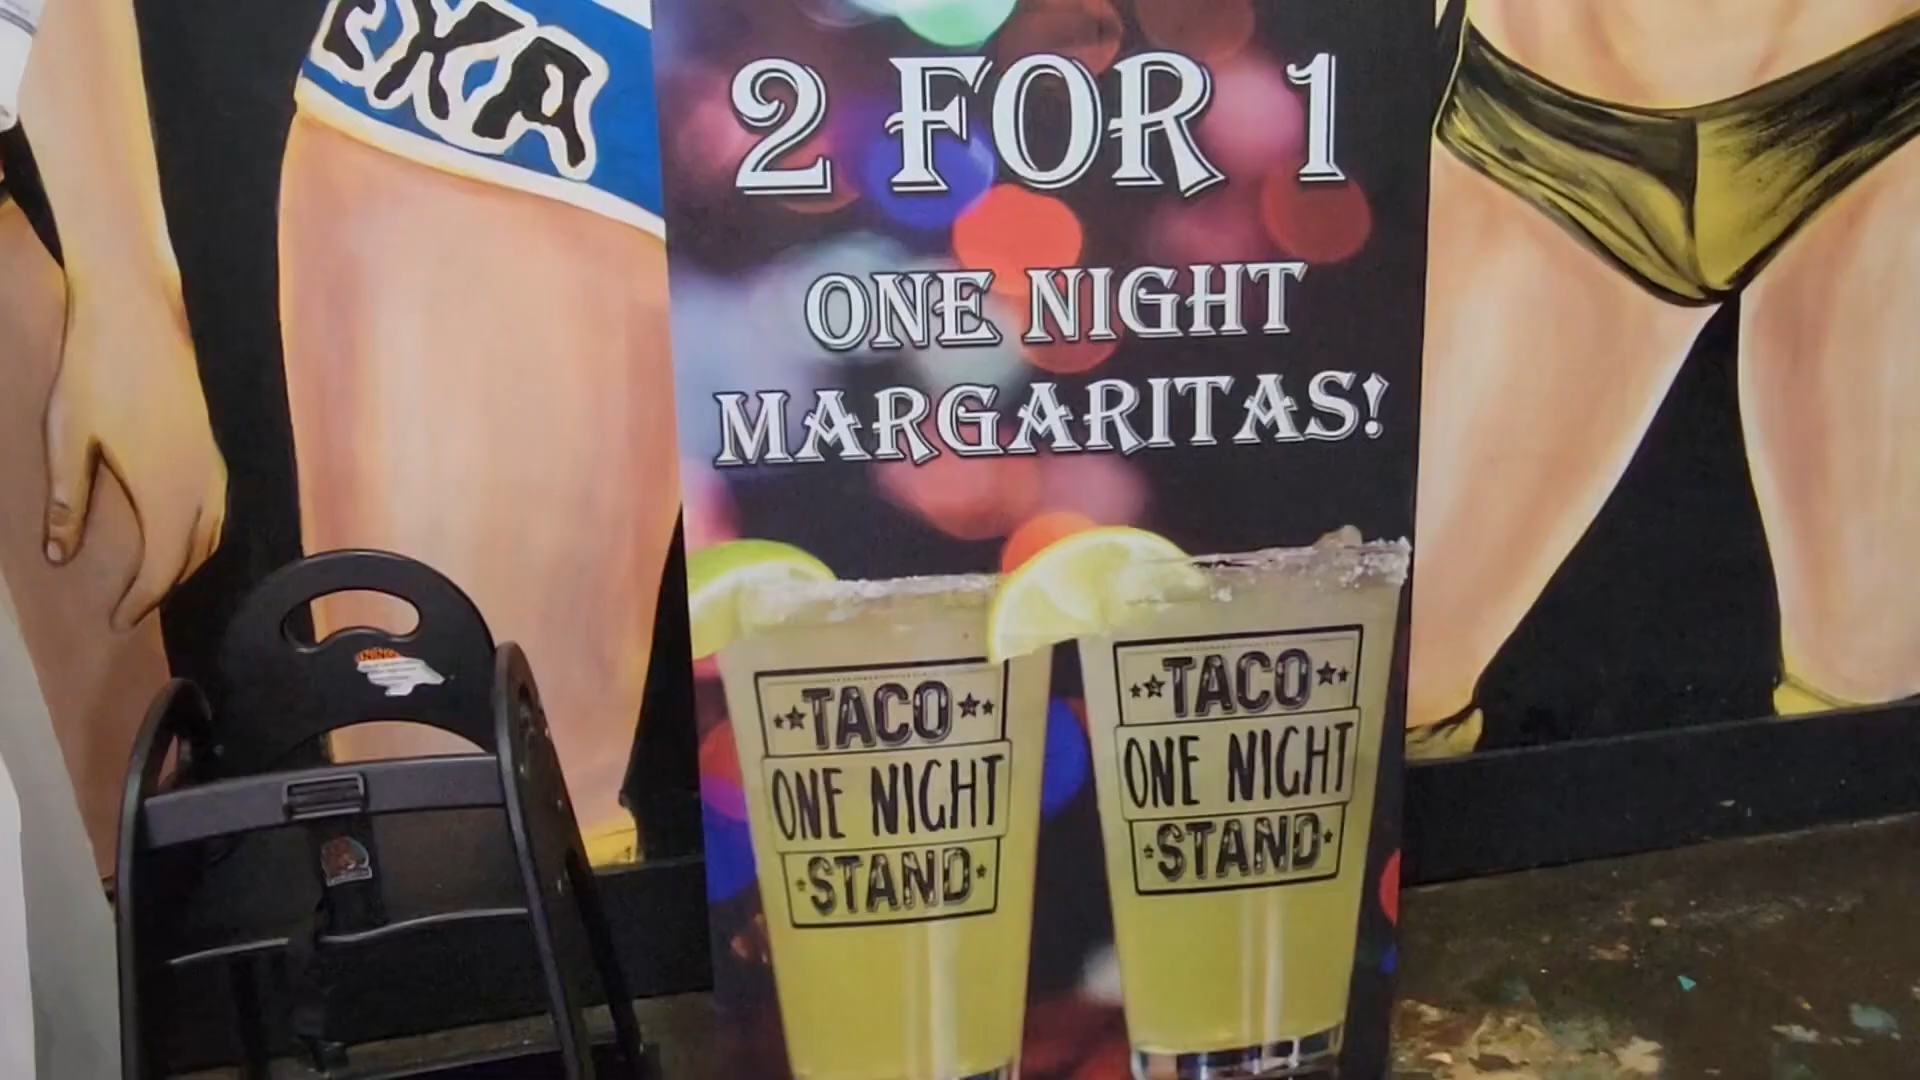 2 FOR 1
ONE NIGHT
MARGARITAS!
TACO
ONE NIGHT
STAND
TACO
ONE NIGHT
STAND